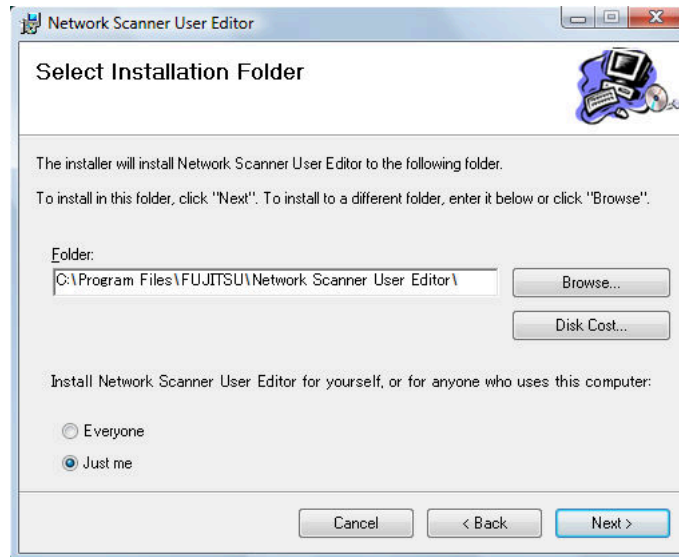 Network Scanner User Editor
Select Installation Folder
The installer will install Network Scanner User Editor to the following folder.
To install in this folder, click "Next". To install to a different folder, enter it below or click "Browse".
Folder:
C:\Program Files\FUJITSU\Network Scanner User Editor\
Browse...
Disk Cost...
Install Network Scanner User Editor for yourself, or for anyone who uses this computer:
Everyone
Just me
Cancel
< Back
Next >